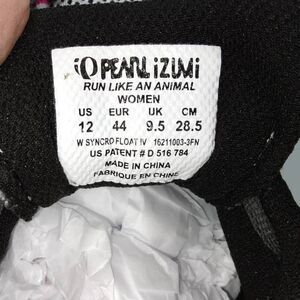 PEARL iZUMi
RUN LIKE AN ANIMAL
WOMEN
US EUR UK CM
12 44 9.5 28.5
W SYNCRO FLOAT IV 16211003-3FN
US PATENT # D 516 784
MADE IN CHINA
FABRIQUE EN CHINE